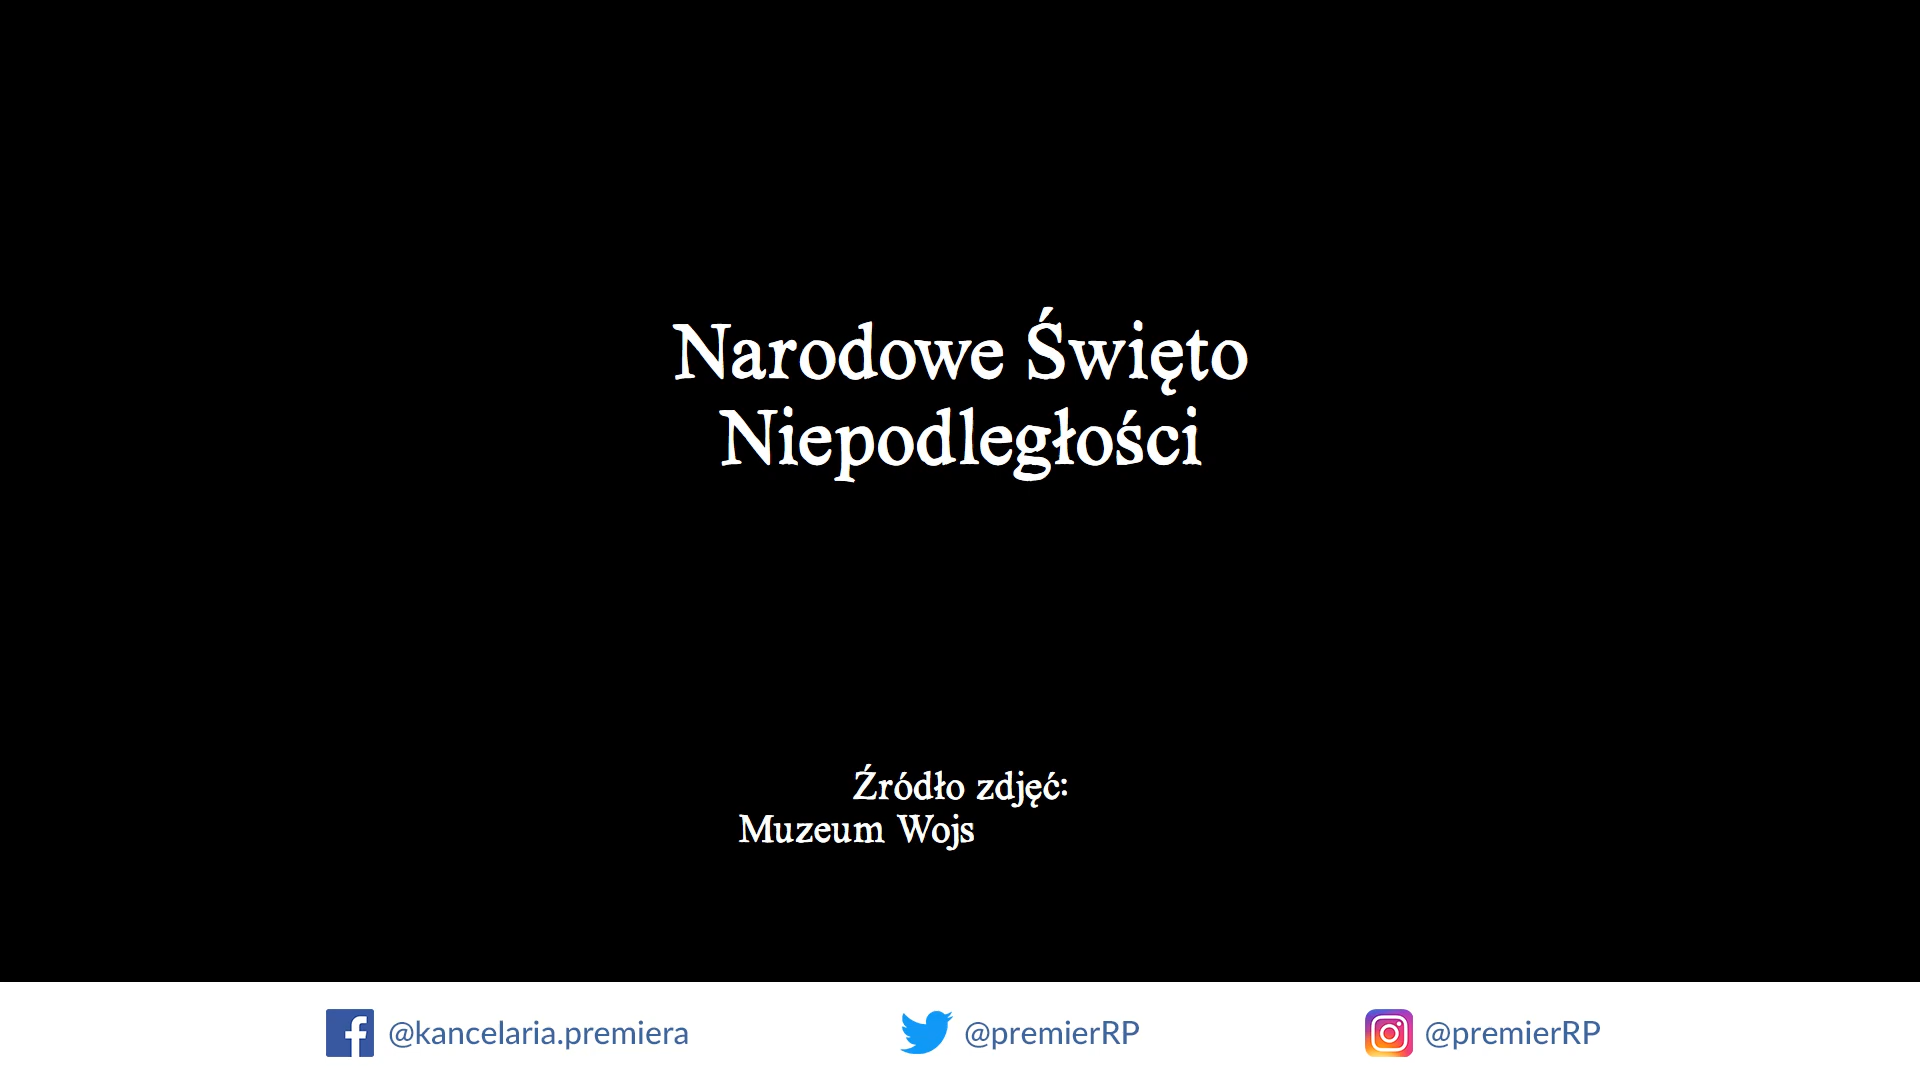 Narodowe Święto
Niepodległości
Źródło zdjęć:
Muzeum Wojs
@kancelaria.premiera
@premierRP
@premierRP